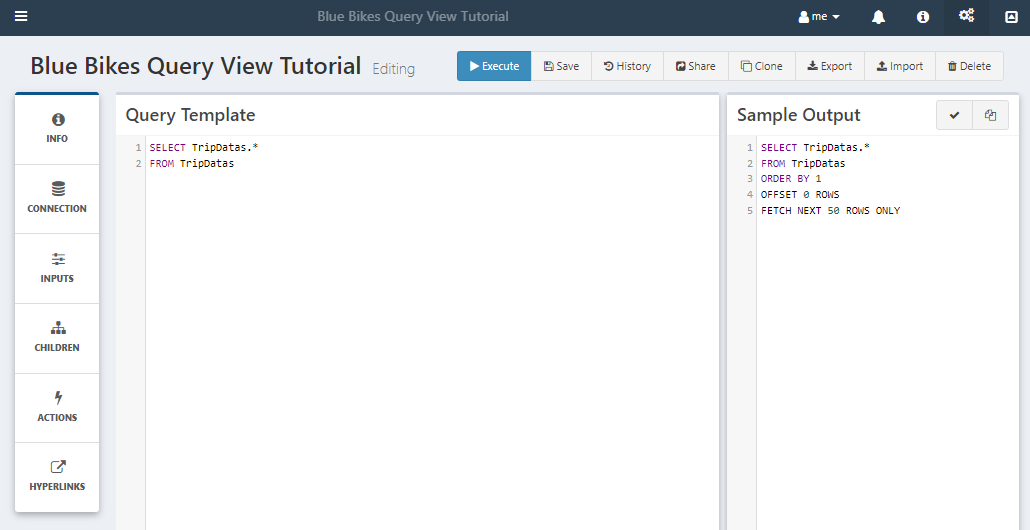 Blue Bikes Query View Tutorial
me
Blue Bikes Query View Tutorial Editing
Execute Save History Share Clone Export Import Delete
INFO
CONNECTION
INPUTS
CHILDREN
ACTIONS
HYPERLINKS
Query Template
1 SELECT TripDatas.*
2 FROM TripDatas
Sample Output
1 SELECT TripDatas.*
2 FROM TripDatas
3 ORDER BY 1
4 OFFSET 0 ROWS
5 FETCH NEXT 50 ROWS ONLY